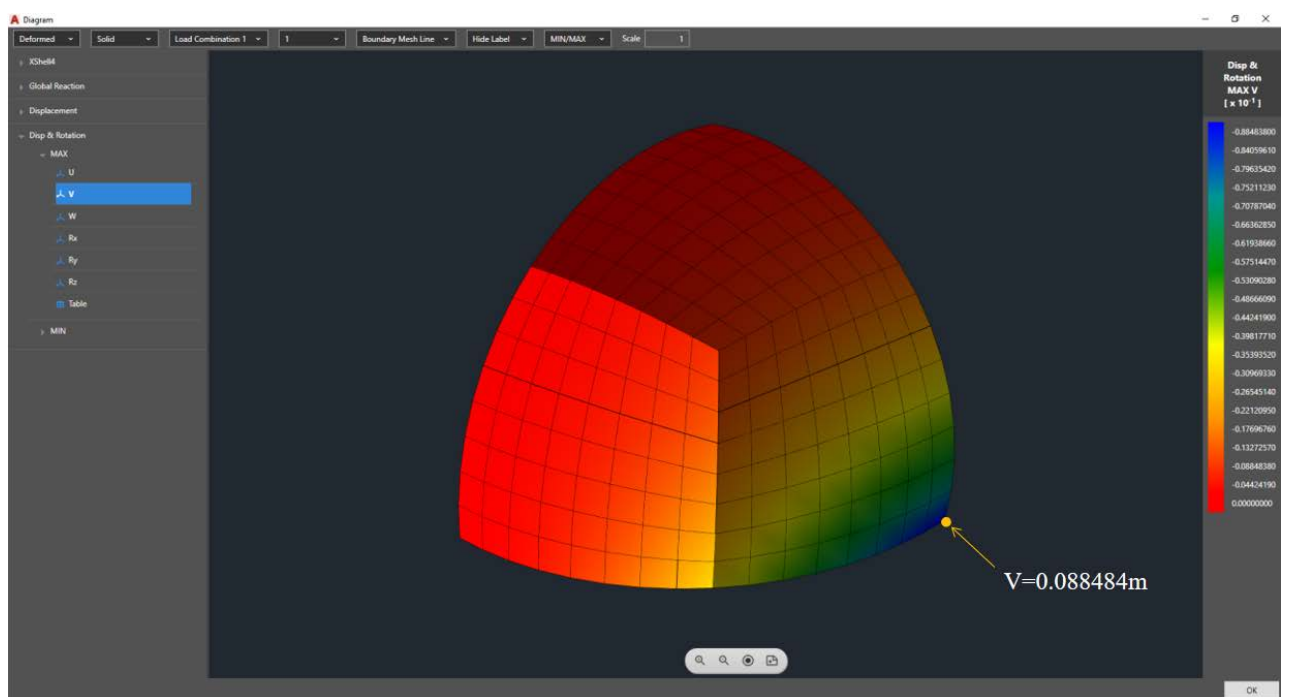 Diagram
Deformed Solid Load Combination 1 1 Boundary Mesh Line Hide Label MIN/MAX Scale 1
XShell4
Global Reaction
Displacement
Disp & Rotation
MAX
U
V
W
Rx
Ry
Rz
Table
MIN
Disp &
Rotation
MAX V
[ x 10⁻¹ ]
-0.88483800
-0.84059610
-0.79635420
-0.75211230
-0.70787040
-0.66362850
-0.61938660
-0.57514470
-0.53090280
-0.48666090
-0.44241900
-0.39817710
-0.35393520
-0.30969330
-0.26545140
-0.22120950
-0.17696760
-0.13272570
-0.08848380
-0.04424190
0.00000000
V=0.088484m
OK